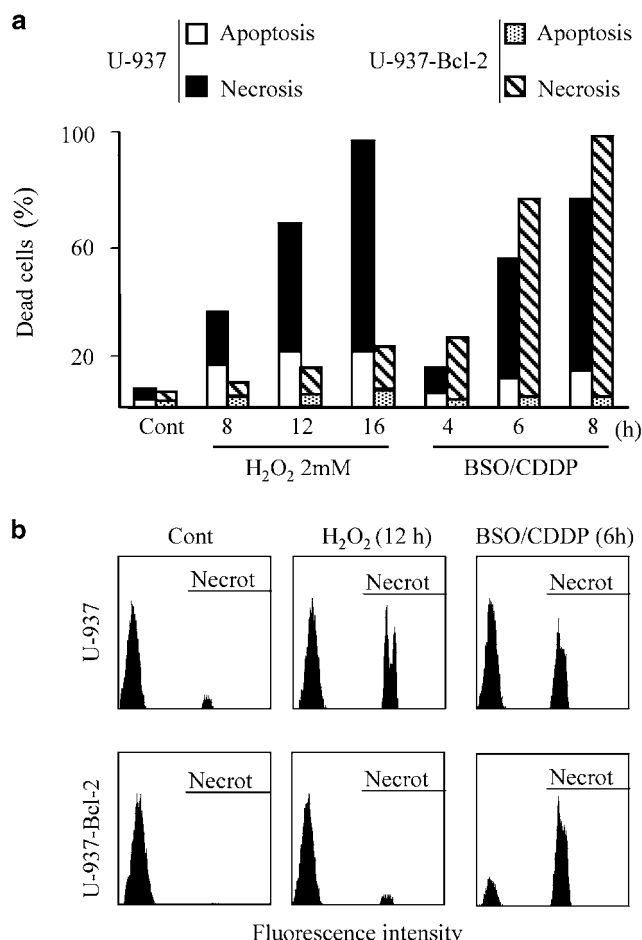 a
U-937
Apoptosis
Necrosis
U-937-Bcl-2
Apoptosis
Necrosis
Dead cells (%)
100
60
20
Cont 8 12 16 4 6 8 (h)
H₂O₂ 2mM BSO/CDDP
b
Cont H₂O₂ (12 h) BSO/CDDP (6h)
U-937
Necrot Necrot Necrot
U-937-Bcl-2
Necrot Necrot Necrot
Fluorescence intensity